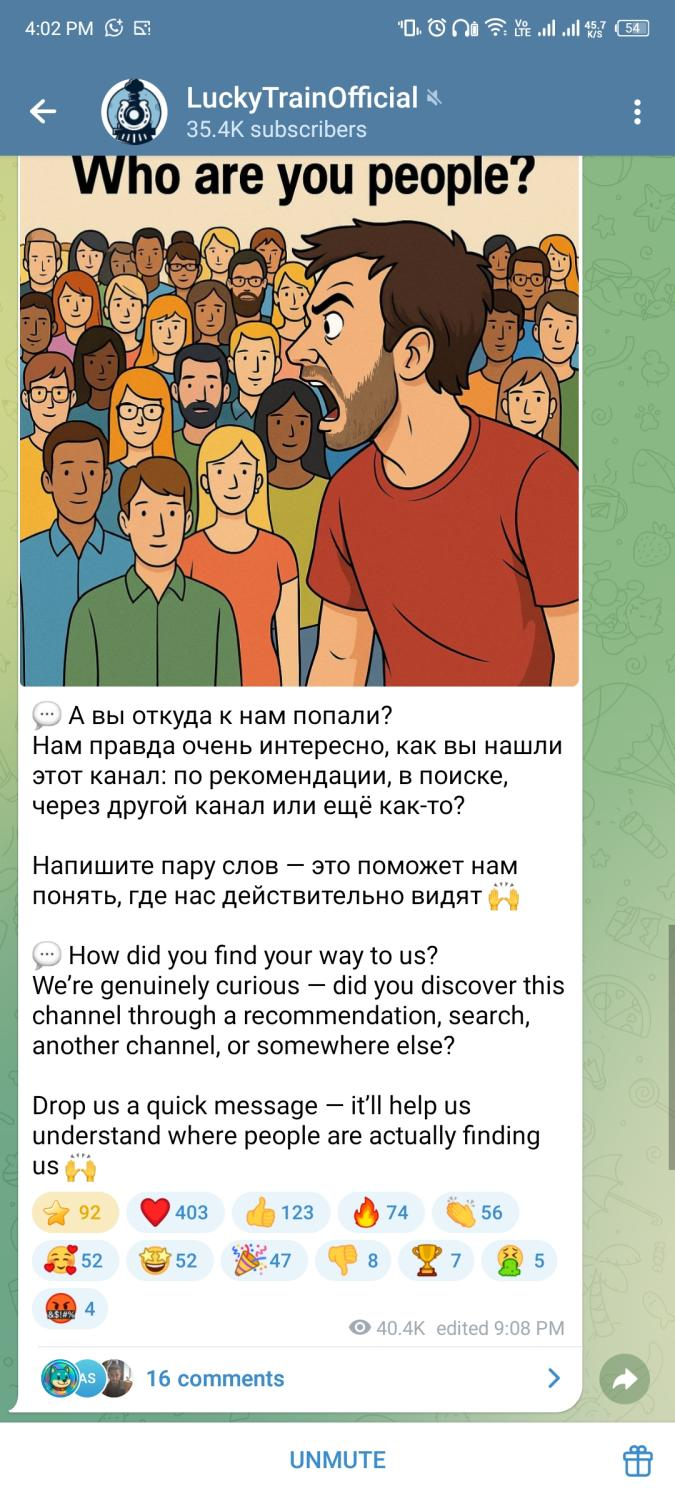 4:02 PM
Vo
LTE
45.7
K/S
54
LuckyTrainOfficial
35.4K subscribers
Who are you people?
А вы откуда к нам попали?
Нам правда очень интересно, как вы нашли
этот канал: по рекомендации, в поиске,
через другой канал или ещё как-то?
Напишите пару слов — это поможет нам
понять, где нас действительно видят 🙌
💬 How did you find your way to us?
We’re genuinely curious — did you discover this
channel through a recommendation, search,
another channel, or somewhere else?
Drop us a quick message — it’ll help us
understand where people are actually finding
us 🙌
92 403 123 74 56
52 52 47 8 7 5
&$!#% 4
40.4K edited 9:08 PM
AS
16 comments
UNMUTE